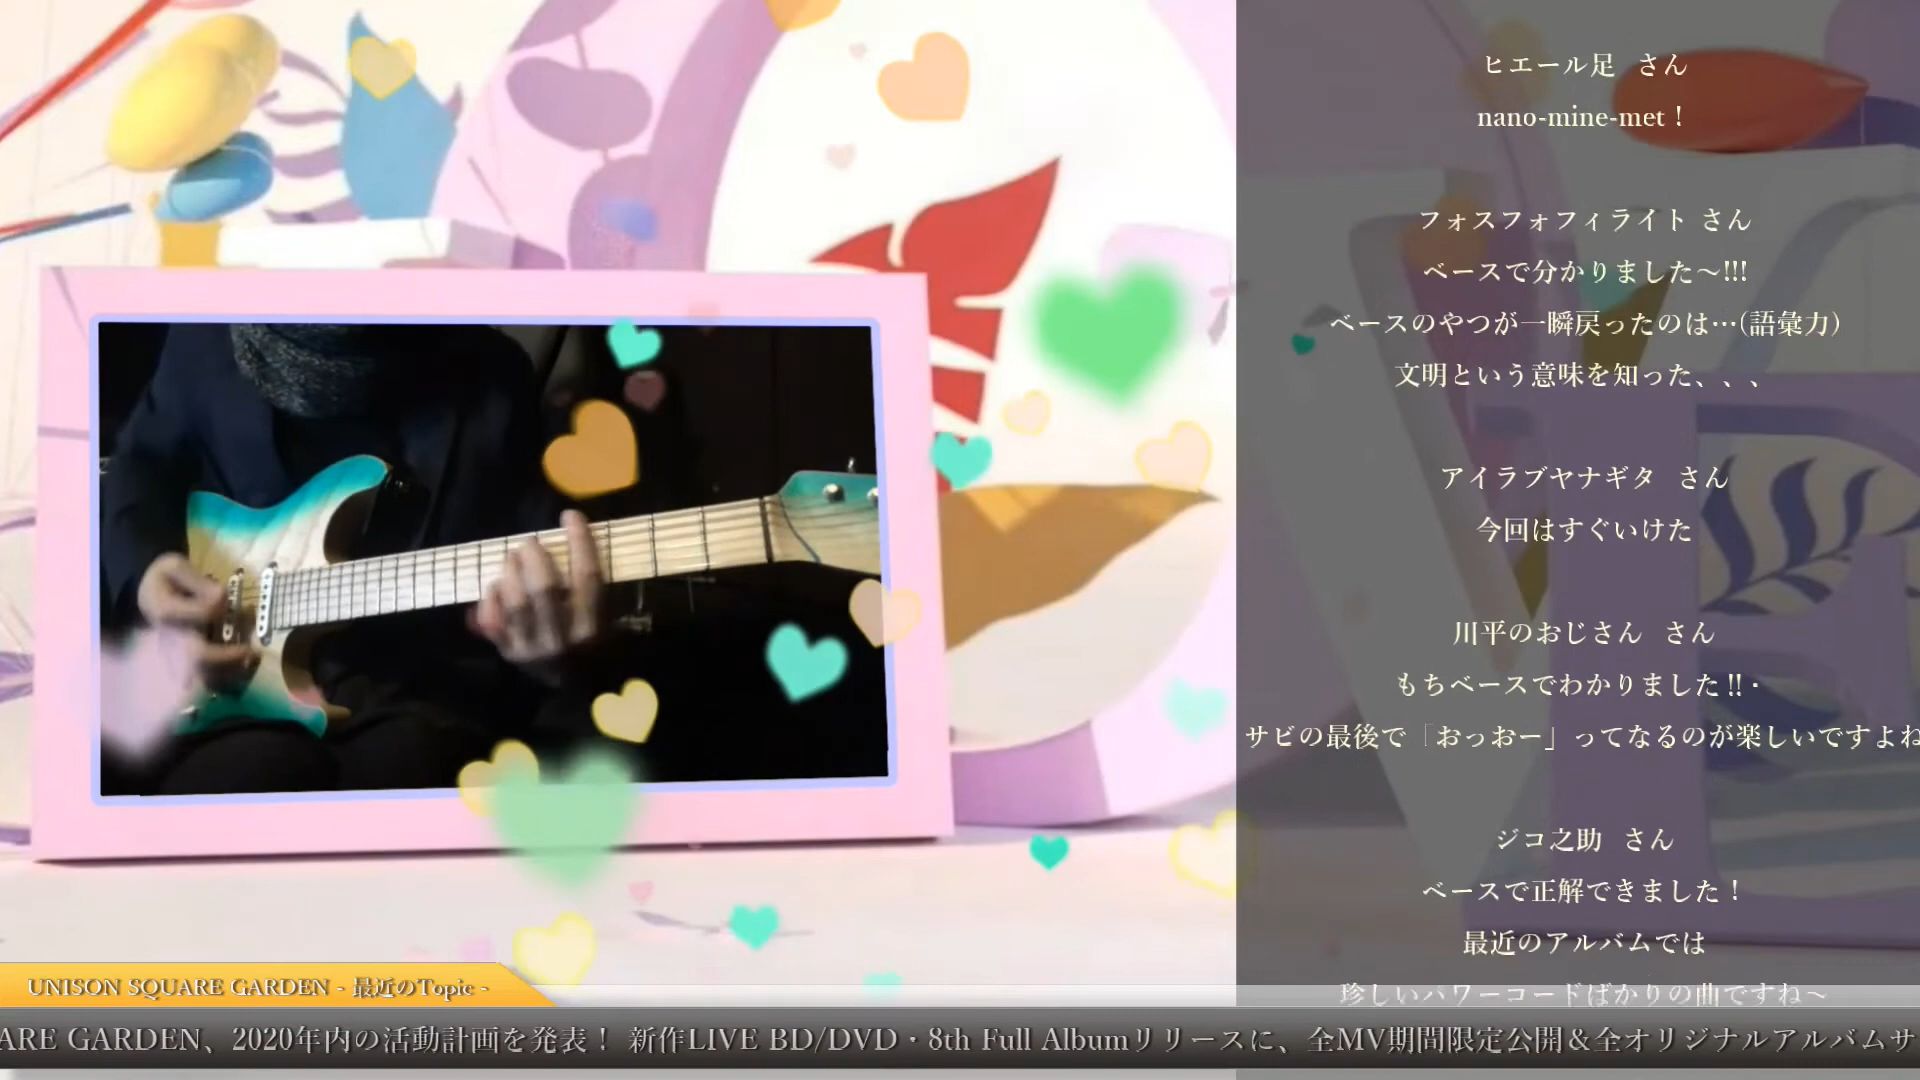 ヒエール足 さん
nano-mine-met！
フォスフォフィライト さん
ベースで分かりました～!!!
ベースのやつが一瞬戻ったのは…(語彙力)
文明という意味を知った、、、
アイラブヤナギタ さん
今回はすぐいけた
川平のおじさん さん
もちベースでわかりました!!・
サビの最後で「おっおー」ってなるのが楽しいですよね
ジコ之助 さん
ベースで正解できました！
最近のアルバムでは
珍しいパワーコードばかりの曲ですね～
UNISON SQUARE GARDEN - 最近のTopic -
ARE GARDEN、2020年内の活動計画を発表！ 新作LIVE BD/DVD・8th Full Albumリリースに、全MV期間限定公開＆全オリジナルアルバムサ